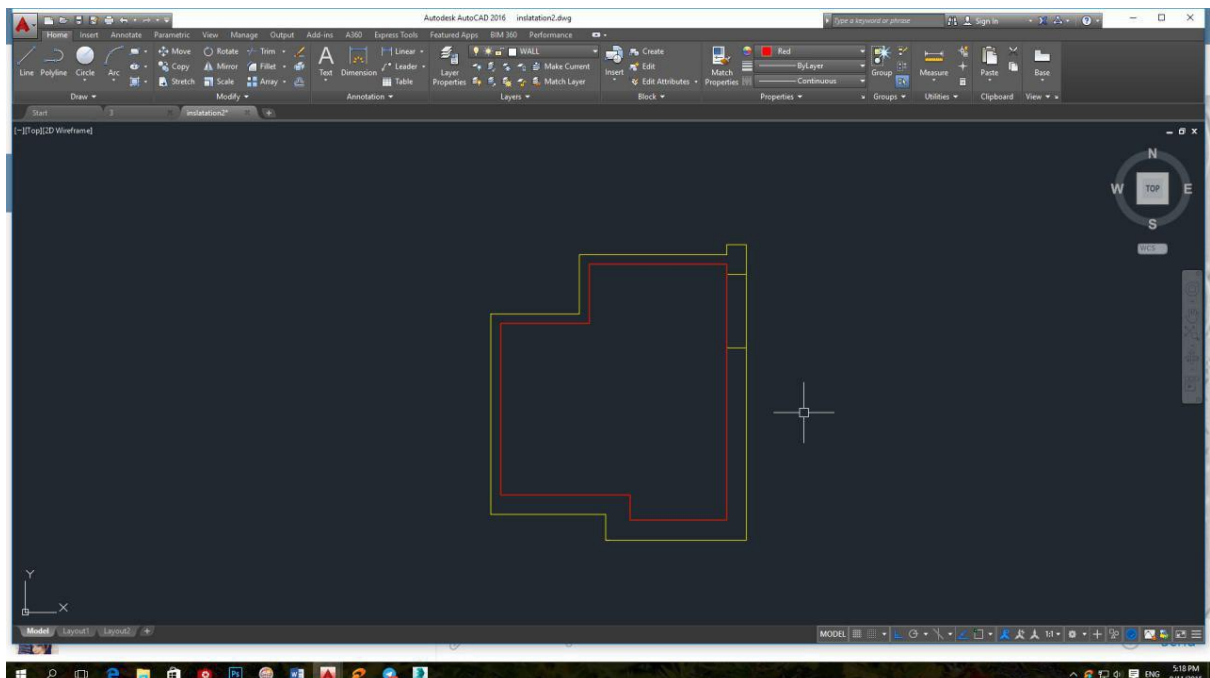 Autodesk AutoCAD 2016 inslatation2.dwg
Type a keyword or phrase
Sign In
Home Insert Annotate Parametric View Manage Output Add-ins A360 Express Tools Featured Apps BIM 360 Performance
Line Polyline Circle Arc
Move Rotate Trim
Copy Mirror Fillet
Stretch Scale Array
Text Dimension
Linear
Leader
Table
Layer Properties
WALL
Make Current
Match Layer
Insert
Create
Edit
Edit Attributes
Match Properties
Red
ByLayer
Continuous
Group
Measure
Paste
Base
Draw Modify Annotation Layers Block Properties Groups Utilities Clipboard View
Start 3 inslatation2* +
[−][Top][2D Wireframe]
N
W TOP E
S
WCS
Y
X
Model Layout1 Layout2 +
MODEL 1:1
Ps
ENG 5:18 PM